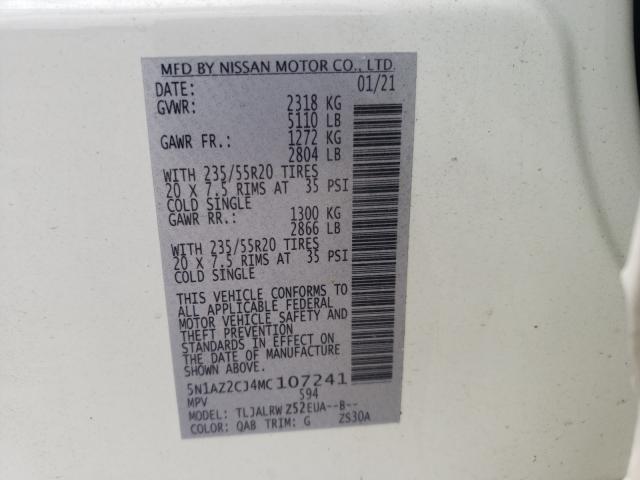 MFD BY NISSAN MOTOR CO., LTD.
DATE: 01/21
GVWR: 2318 KG
5110 LB
GAWR FR.: 1272 KG
2804 LB
WITH 235/55R20 TIRES
20 X 7.5 RIMS AT 35 PSI
COLD SINGLE
GAWR RR.: 1300 KG
2866 LB
WITH 235/55R20 TIRES
20 X 7.5 RIMS AT 35 PSI
COLD SINGLE
THIS VEHICLE CONFORMS TO
ALL APPLICABLE FEDERAL
MOTOR VEHICLE SAFETY AND
THEFT PREVENTION
STANDARDS IN EFFECT ON
THE DATE OF MANUFACTURE
SHOWN ABOVE.
5N1AZ2CJ4MC107241
MPV 594
MODEL: TLJALRW Z52EUA--B--
COLOR: QAB TRIM: G ZS30A